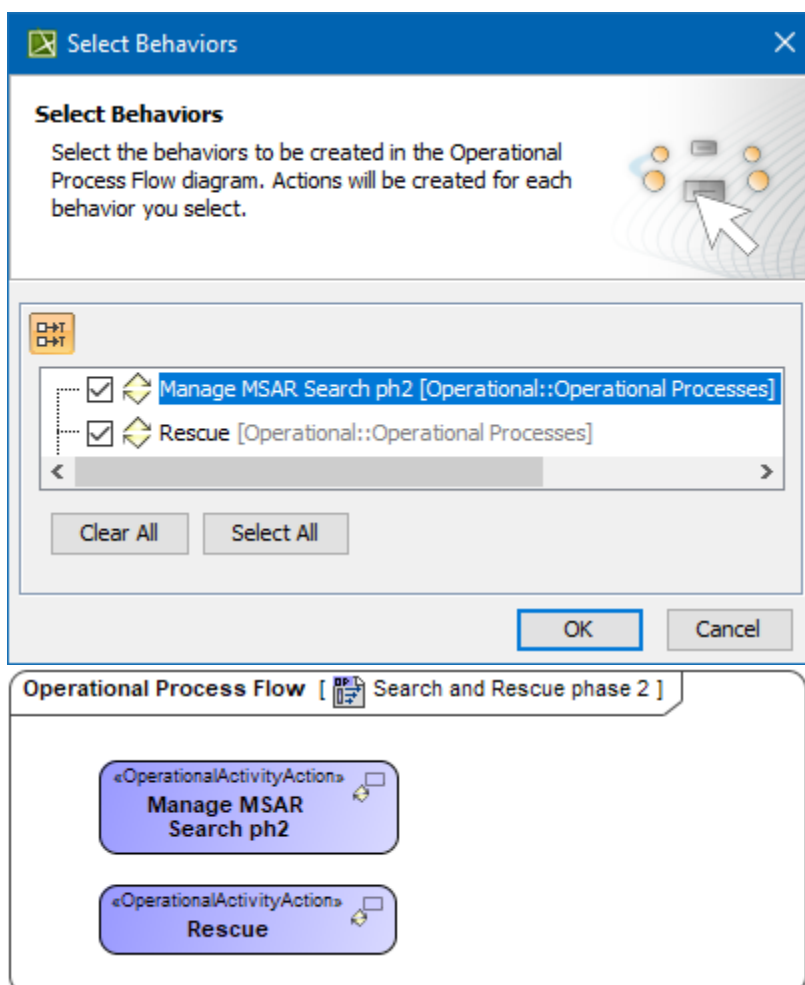 Select Behaviors
Select Behaviors
Select the behaviors to be created in the Operational
Process Flow diagram. Actions will be created for each
behavior you select.
Manage MSAR Search ph2 [Operational::Operational Processes]
Rescue [Operational::Operational Processes]
Clear All Select All
OK Cancel
Operational Process Flow [ Search and Rescue phase 2 ]
«OperationalActivityAction»
Manage MSAR
Search ph2
«OperationalActivityAction»
Rescue